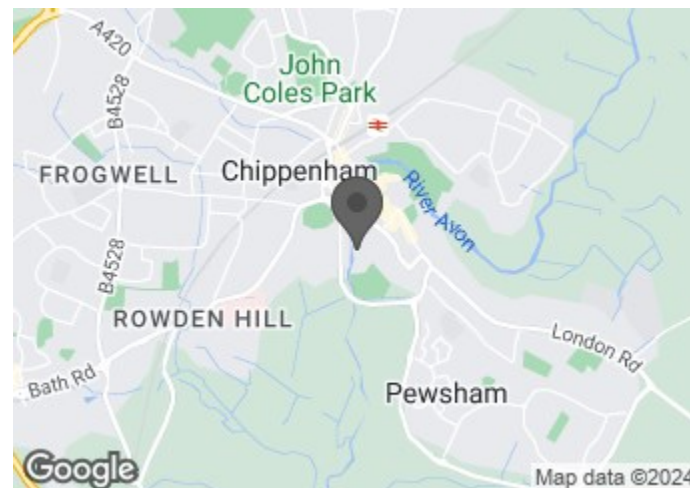 A420
John
Coles Park
B4528
FROGWELL
Chippenham
River Avon
B4528
ROWDEN HILL
London Rd
Bath Rd
Pewsham
Google
Map data ©2024